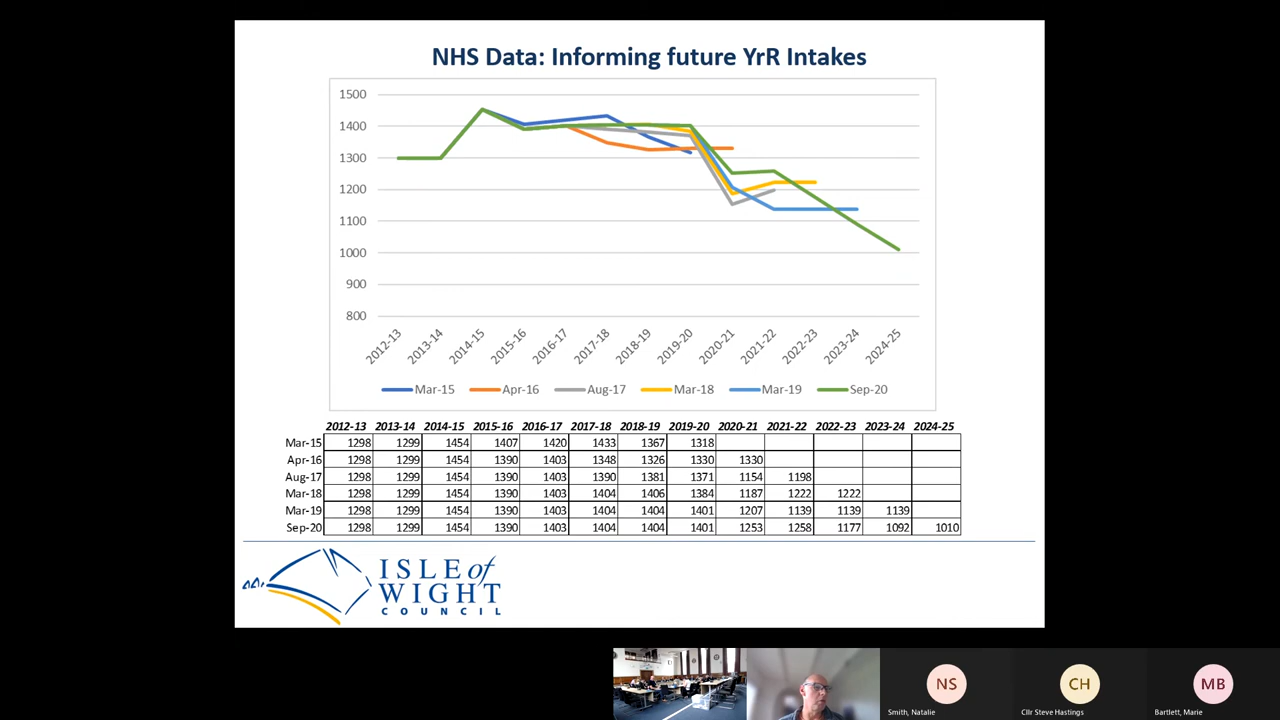 NHS Data: Informing future YrR Intakes
1500
1400
1300
1200
1100
1000
900
800
2012-13 2013-14 2014-15 2015-16 2016-17 2017-18 2018-19 2019-20 2020-21 2021-22 2022-23 2023-24 2024-25
Mar-15 Apr-16 Aug-17 Mar-18 Mar-19 Sep-20
2012-13 2013-14 2014-15 2015-16 2016-17 2017-18 2018-19 2019-20 2020-21 2021-22 2022-23 2023-24 2024-25
Mar-15 1298 1299 1454 1407 1420 1433 1367 1318
Apr-16 1298 1299 1454 1390 1403 1348 1326 1330 1330
Aug-17 1298 1299 1454 1390 1403 1390 1381 1371 1154 1198
Mar-18 1298 1299 1454 1390 1403 1404 1406 1384 1187 1222 1222
Mar-19 1298 1299 1454 1390 1403 1404 1404 1401 1207 1139 1139 1139
Sep-20 1298 1299 1454 1390 1403 1404 1404 1401 1253 1258 1177 1092 1010
ISLE of
WIGHT
COUNCIL
NS CH MB
Smith, Natalie Cllr Steve Hastings Bartlett, Marie